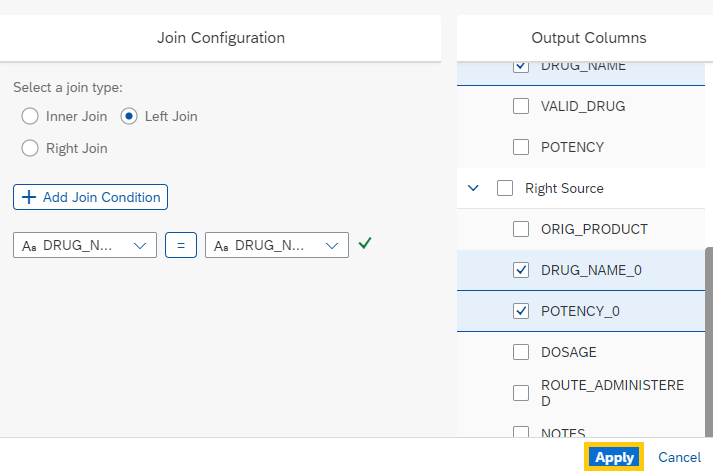 Join Configuration
Select a join type:
Inner Join
Left Join
Right Join
+ Add Join Condition
Aa DRUG_N...
=
Aa DRUG_N...
Output Columns
DRUG_NAME
VALID_DRUG
POTENCY
Right Source
ORIG_PRODUCT
DRUG_NAME_0
POTENCY_0
DOSAGE
ROUTE_ADMINISTERE
D
NOTES
Apply
Cancel